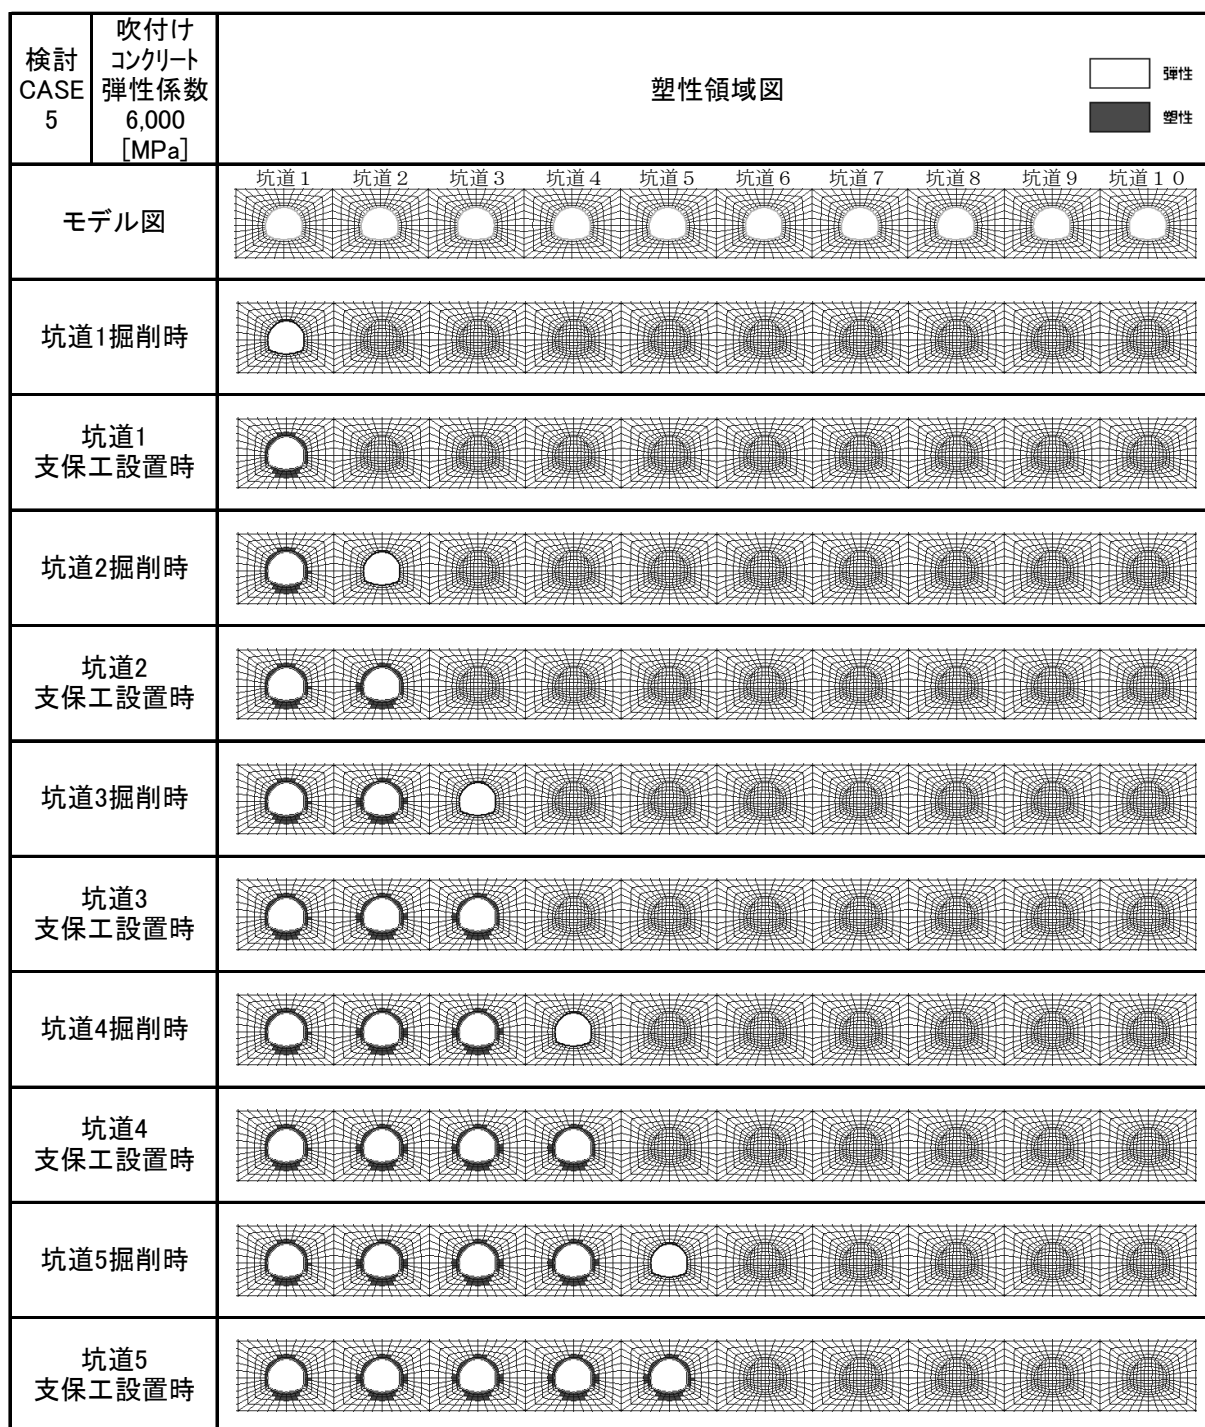 検討
CASE
5
吹付け
コンクリート
弾性係数
6,000
[MPa]
塑性領域図
弾性
塑性
モデル図
坑道1 坑道2 坑道3 坑道4 坑道5 坑道6 坑道7 坑道8 坑道9 坑道10
坑道1掘削時
坑道1
支保工設置時
坑道2掘削時
坑道2
支保工設置時
坑道3掘削時
坑道3
支保工設置時
坑道4掘削時
坑道4
支保工設置時
坑道5掘削時
坑道5
支保工設置時